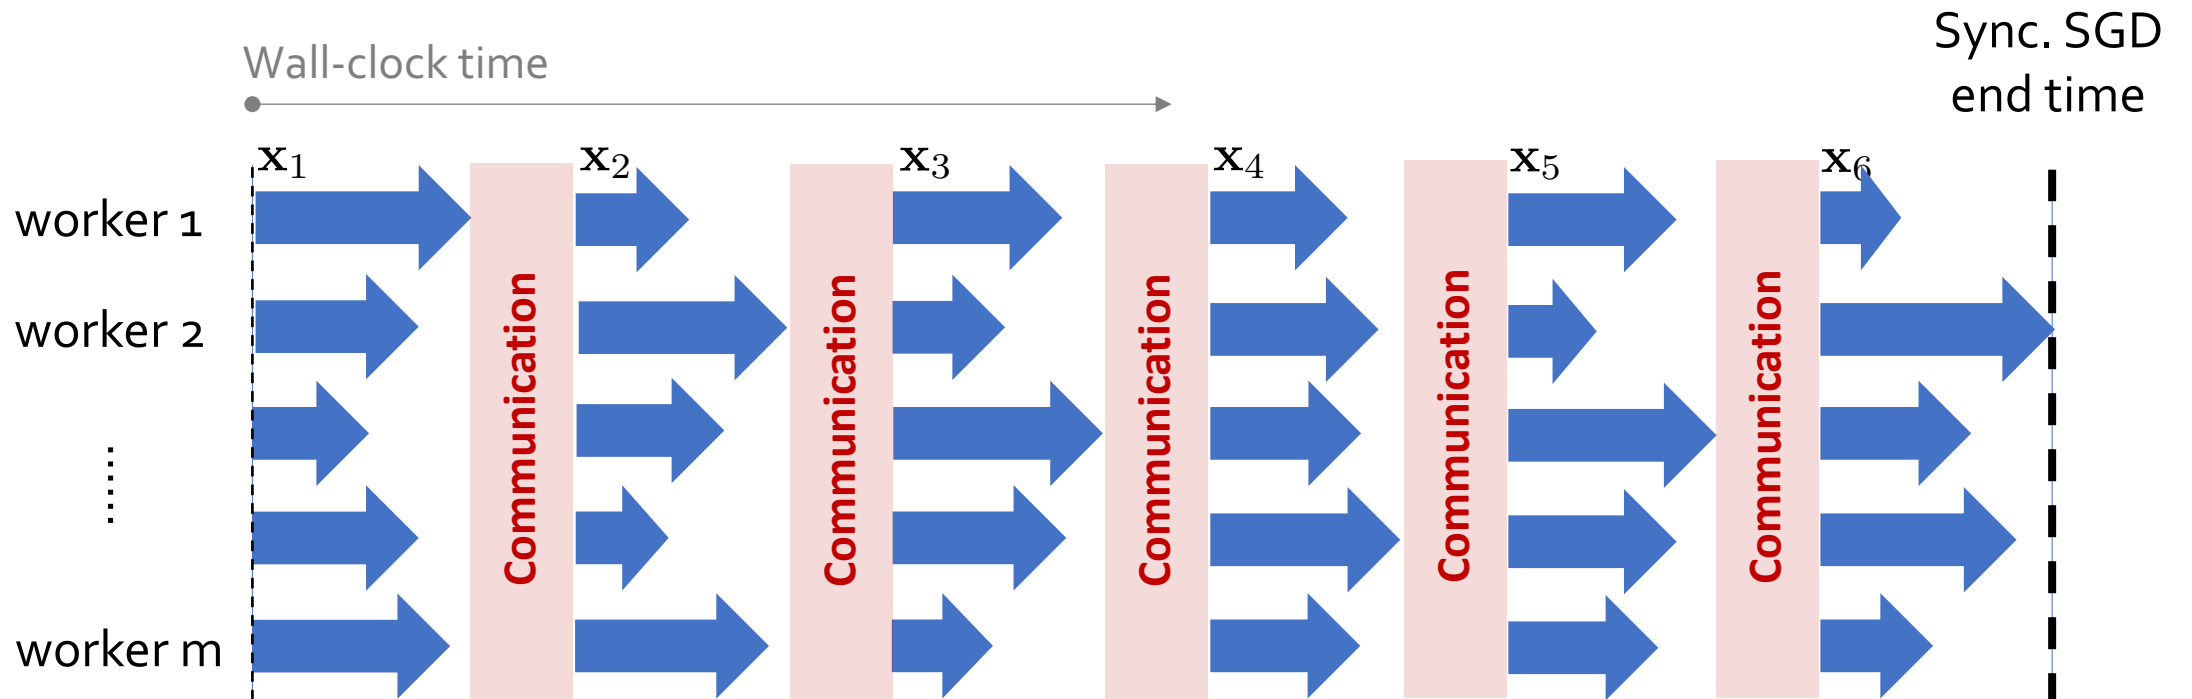 Sync. SGD
end time
Wall-clock time
x₁ x₂ x₃ x₄ x₅ x₆
worker 1
worker 2
......
worker m
Communication
Communication
Communication
Communication
Communication